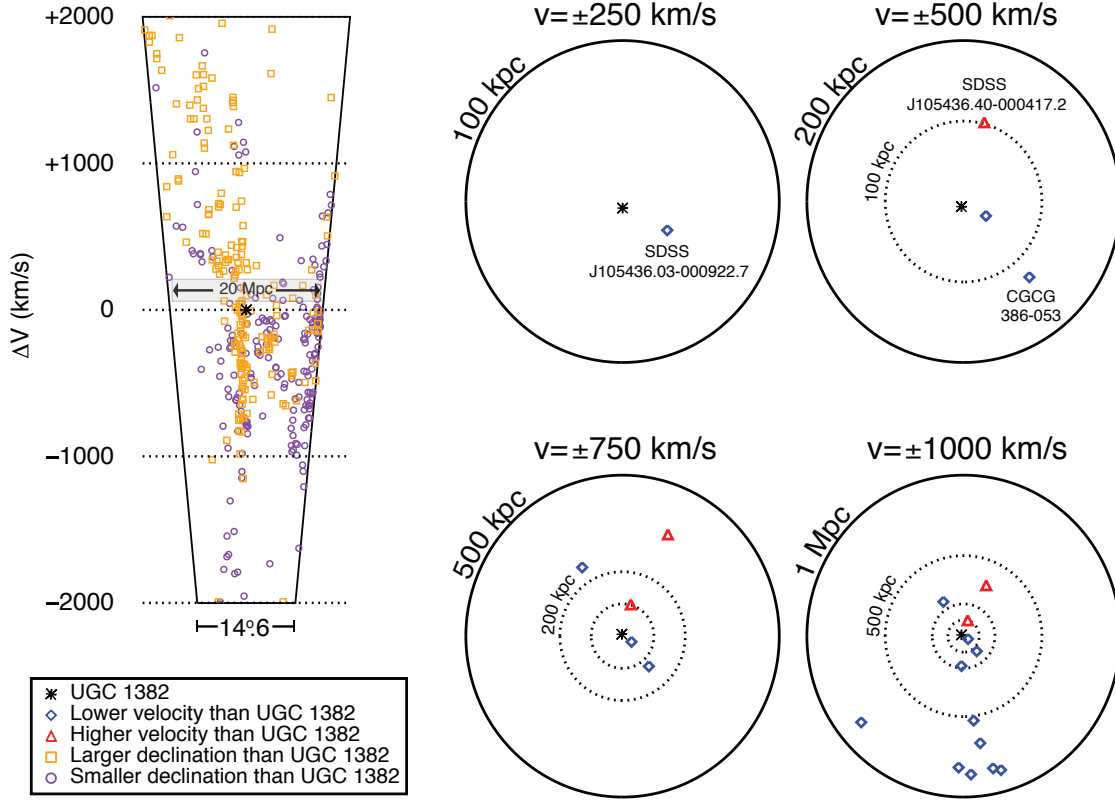 +2000
+1000
0
−1000
−2000
ΔV (km/s)
20 Mpc
14°6
UGC 1382
Lower velocity than UGC 1382
Higher velocity than UGC 1382
Larger declination than UGC 1382
Smaller declination than UGC 1382
v=±250 km/s
100 kpc
SDSS
J105436.03-000922.7
v=±500 km/s
200 kpc
SDSS
J105436.40-000417.2
100 kpc
CGCG
386-053
v=±750 km/s
500 kpc
200 kpc
v=±1000 km/s
1 Mpc
500 kpc